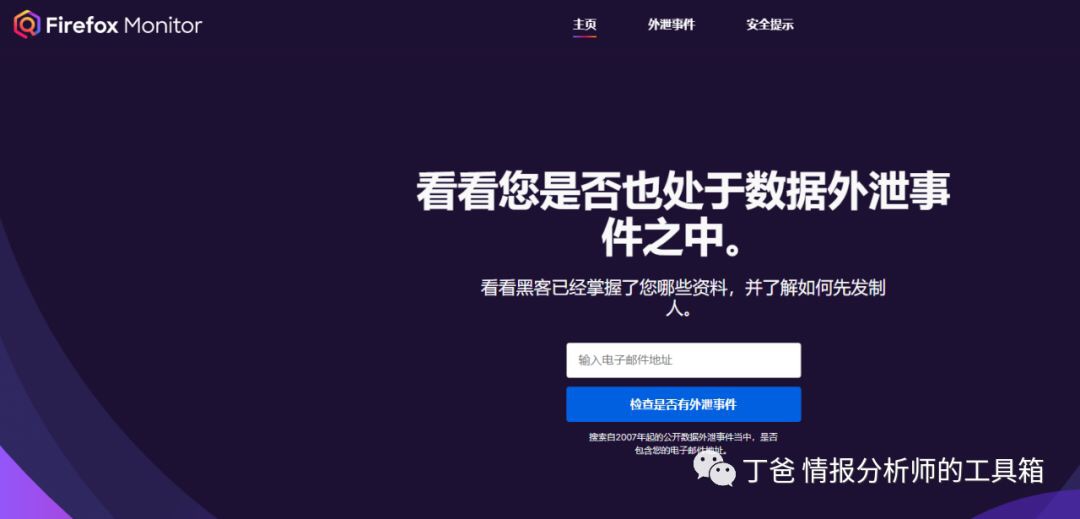 Firefox Monitor
主页
外泄事件
安全提示
看看您是否也处于数据外泄事
件之中。
看看黑客已经掌握了您哪些资料，并了解如何先发制
人。
输入电子邮件地址
检查是否有外泄事件
搜索自2007年起的公开数据外泄事件当中，是否
包含您的电子邮件地址。
丁爸 情报分析师的工具箱